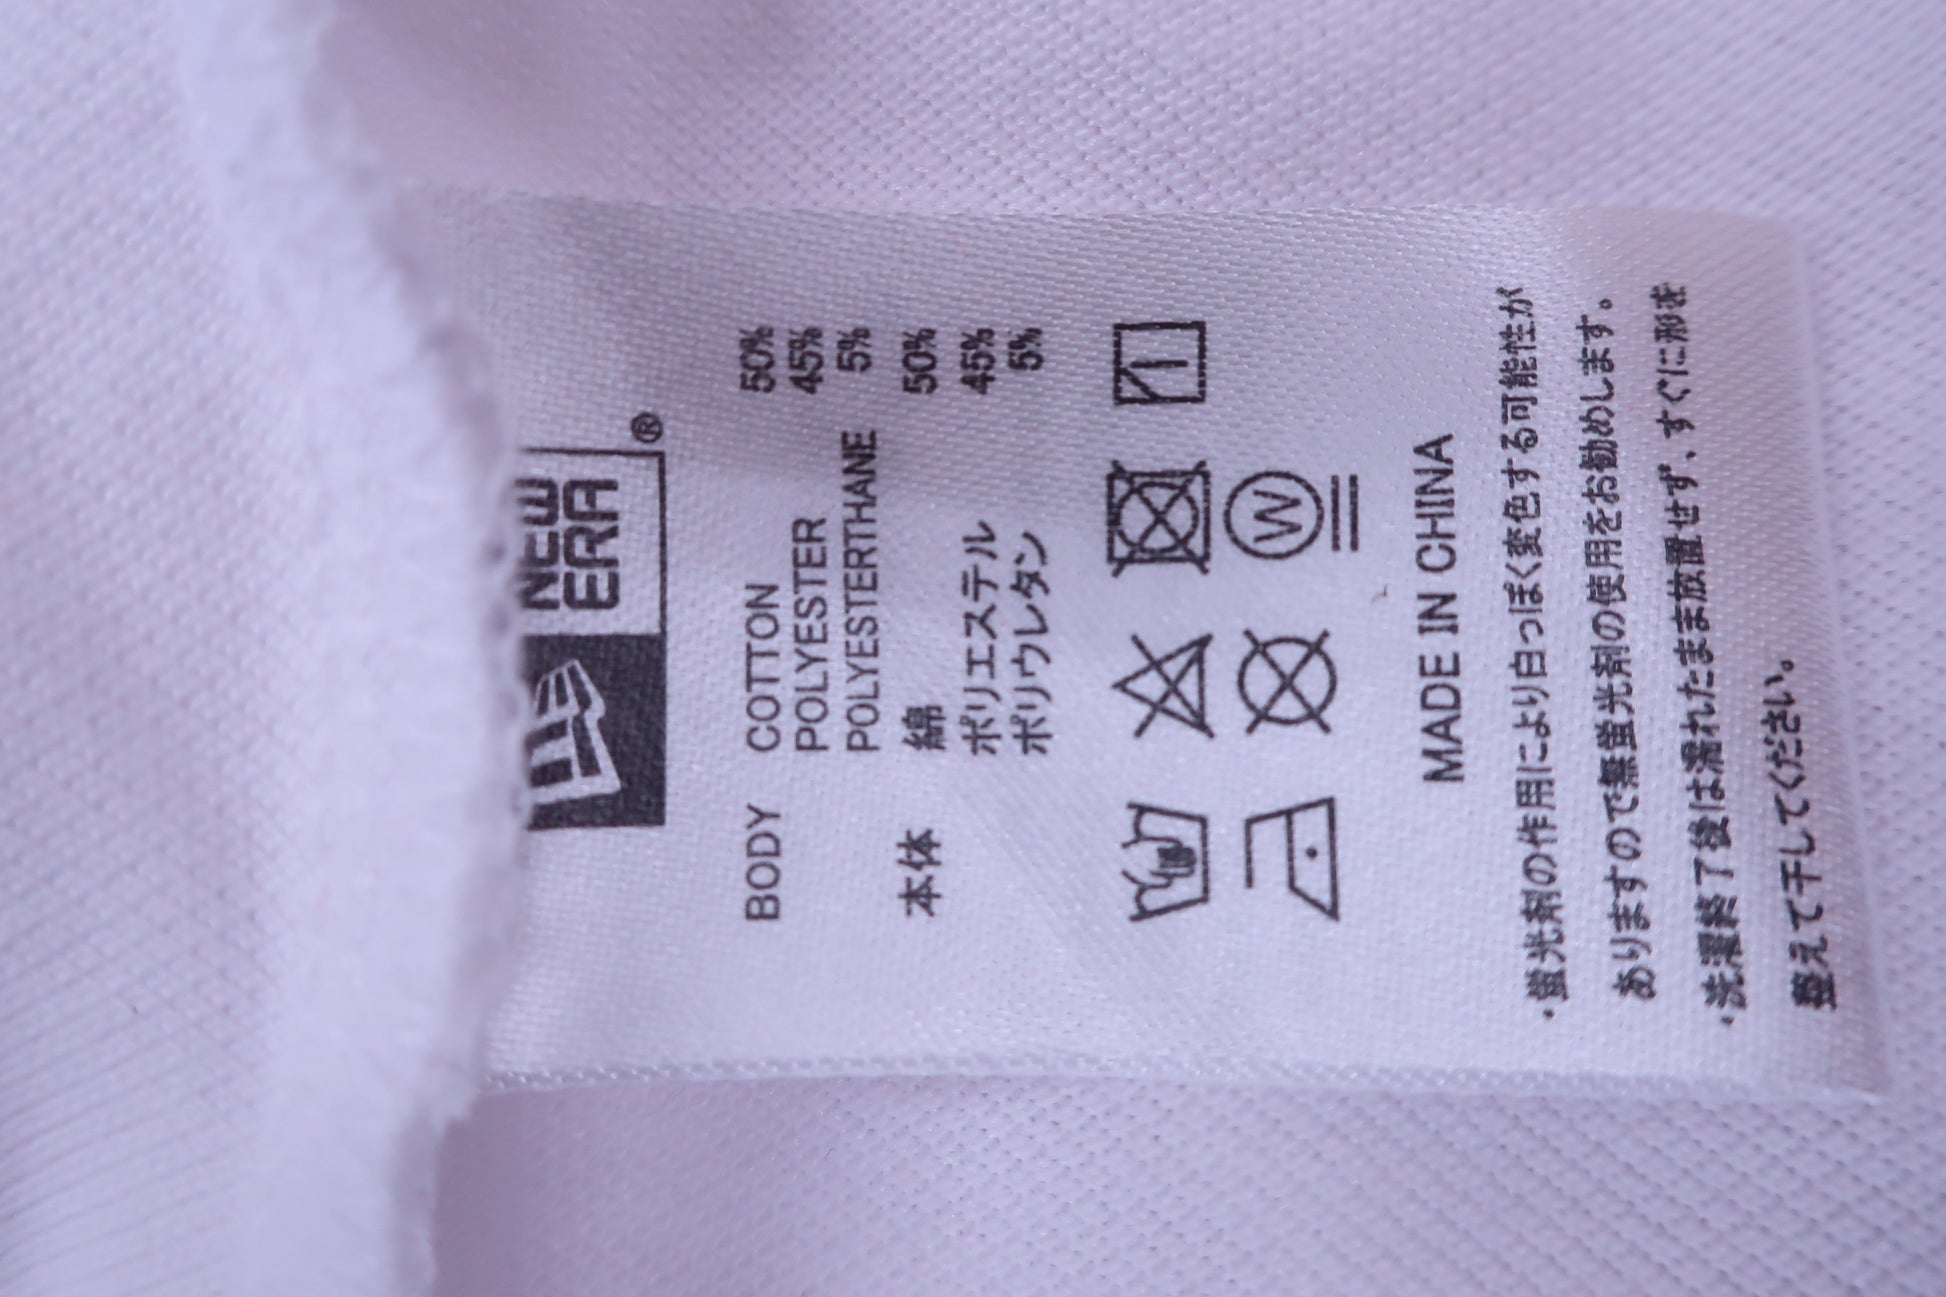 NEW
ERA®
BODY COTTON 50%
POLYESTER 45%
POLYESTERTHANE 5%
本体 綿 50%
ポリエステル 45%
ポリウレタン 5%
W
MADE IN CHINA
・蛍光剤の作用により白っぽく変色する可能性が
ありますので無蛍光剤の使用をお勧めします。
・洗濯終了後は濡れたまま放置せず、すぐに形を
整えて干してください。